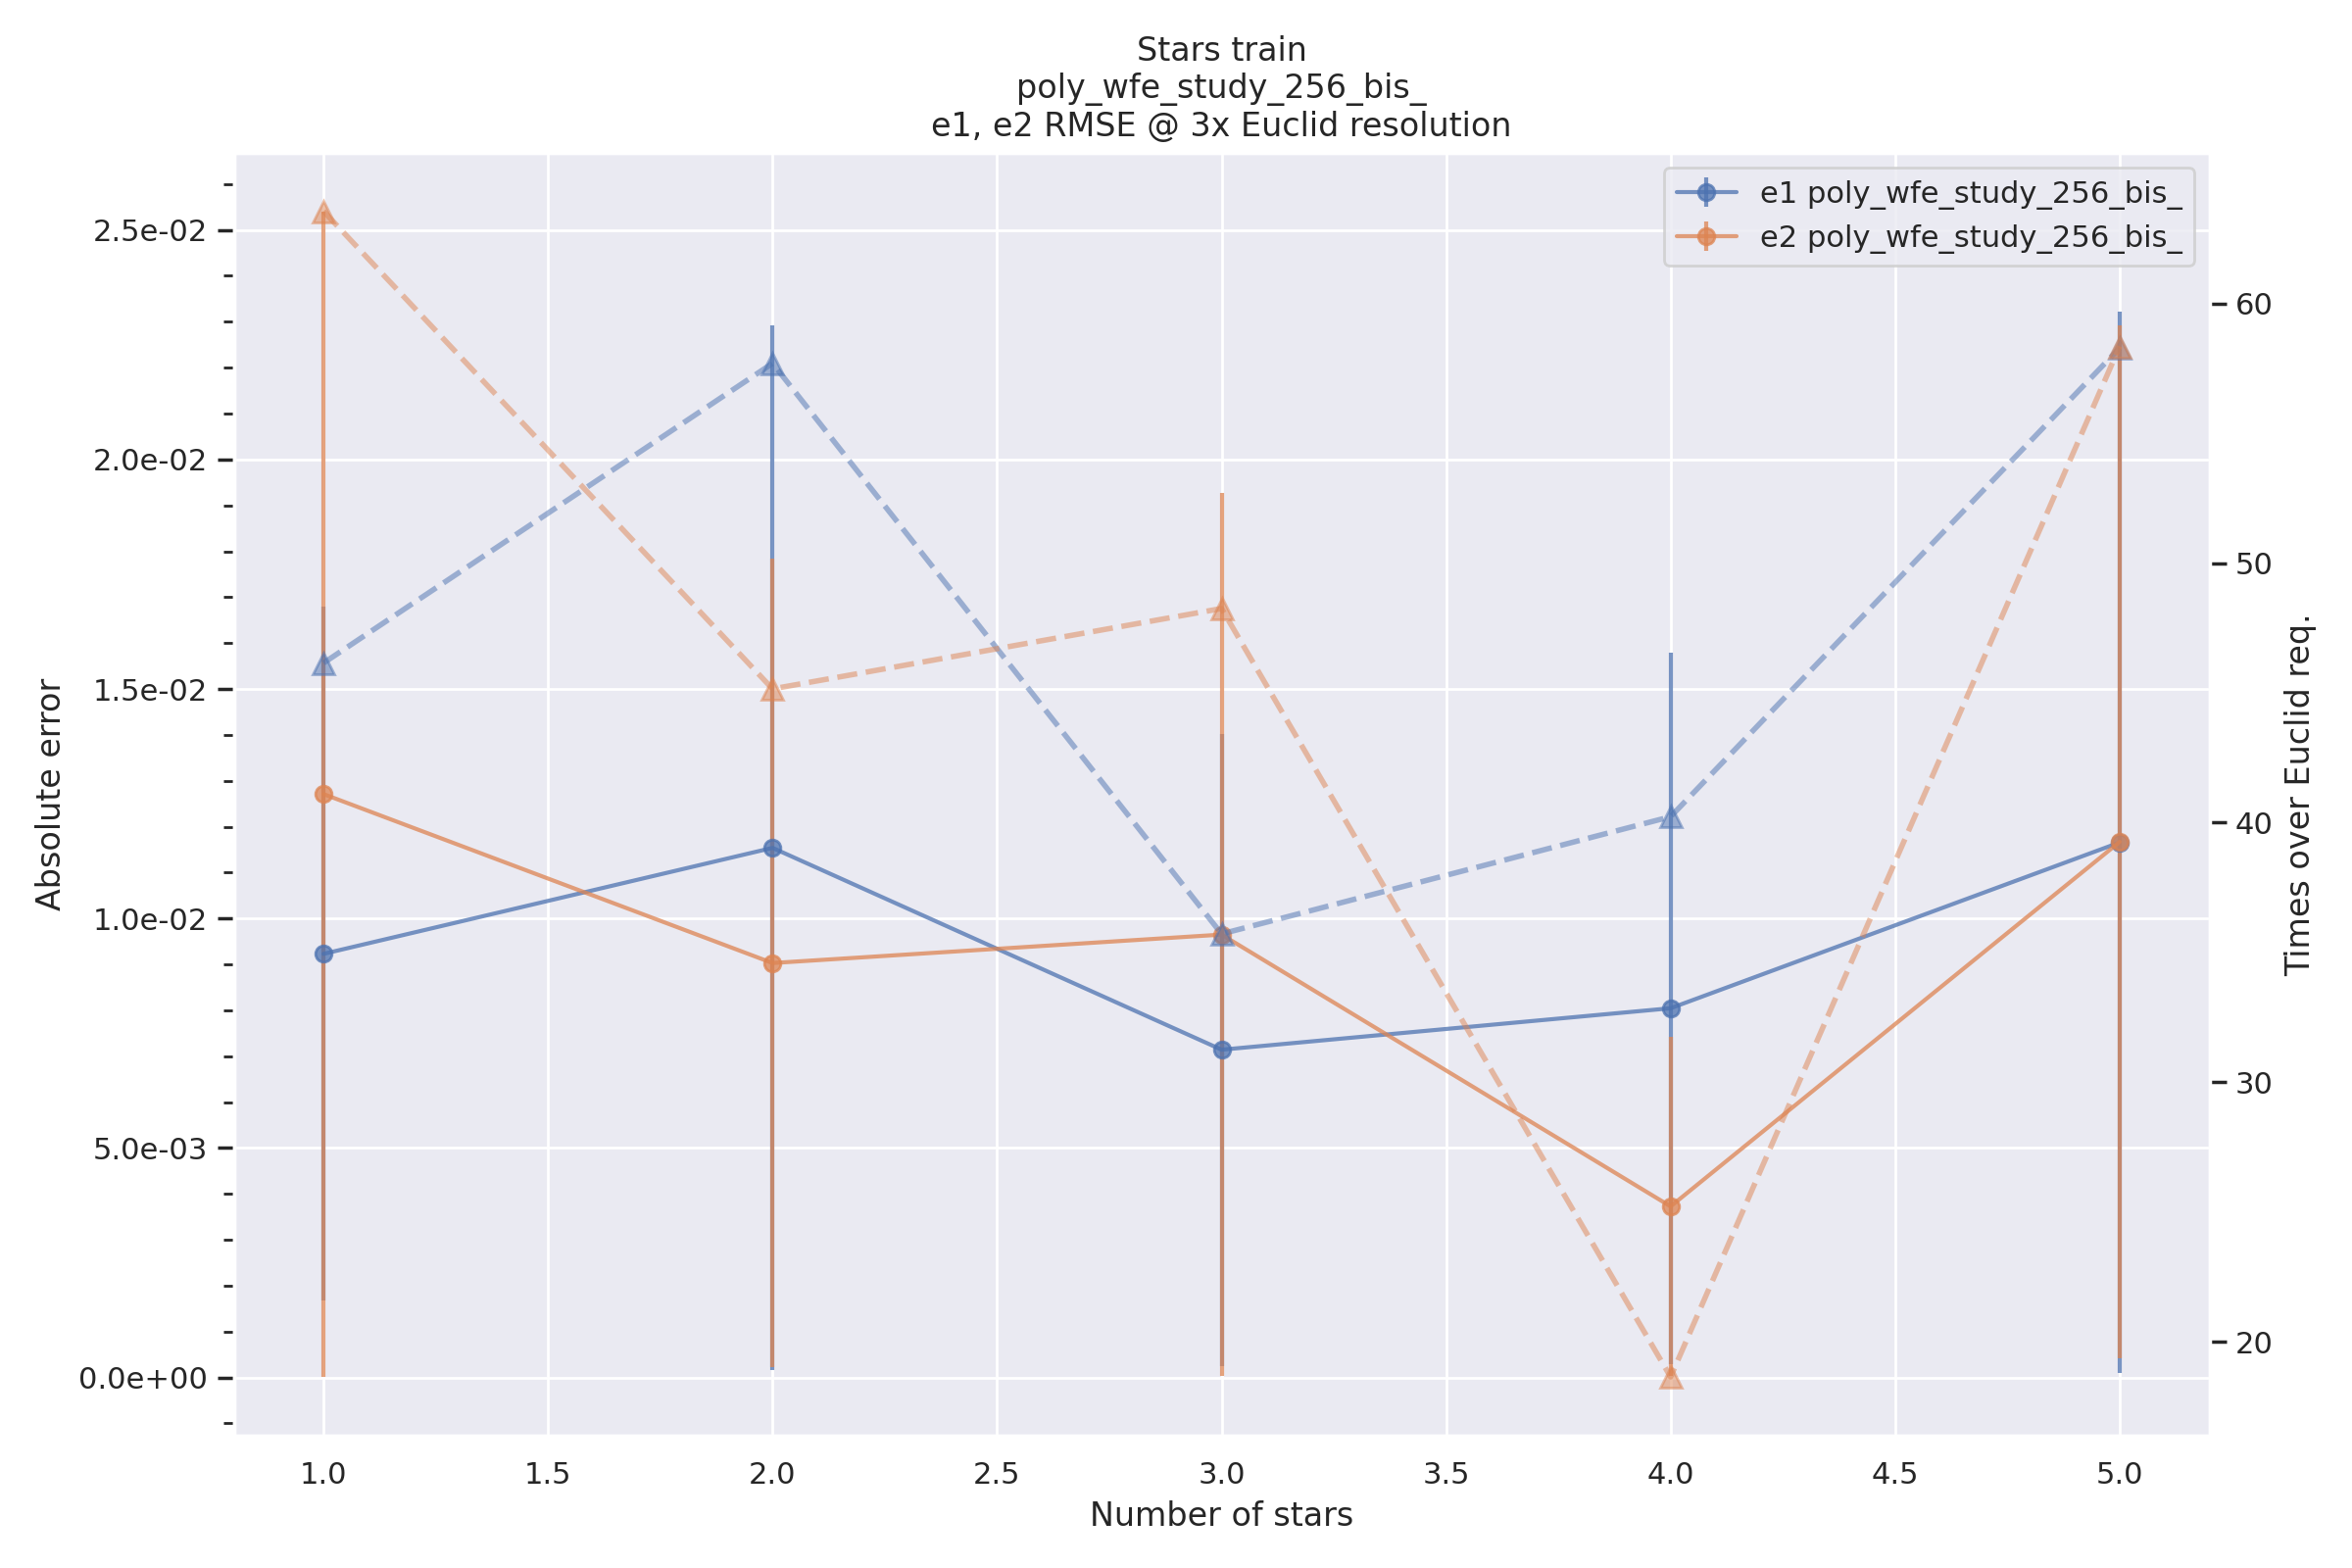 Stars train
poly_wfe_study_256_bis_
e1, e2 RMSE @ 3x Euclid resolution
e1 poly_wfe_study_256_bis_
e2 poly_wfe_study_256_bis_
Absolute error
2.5e-02
2.0e-02
1.5e-02
1.0e-02
5.0e-03
0.0e+00
60
50
40
30
20
Times over Euclid req.
1.0 1.5 2.0 2.5 3.0 3.5 4.0 4.5 5.0
Number of stars